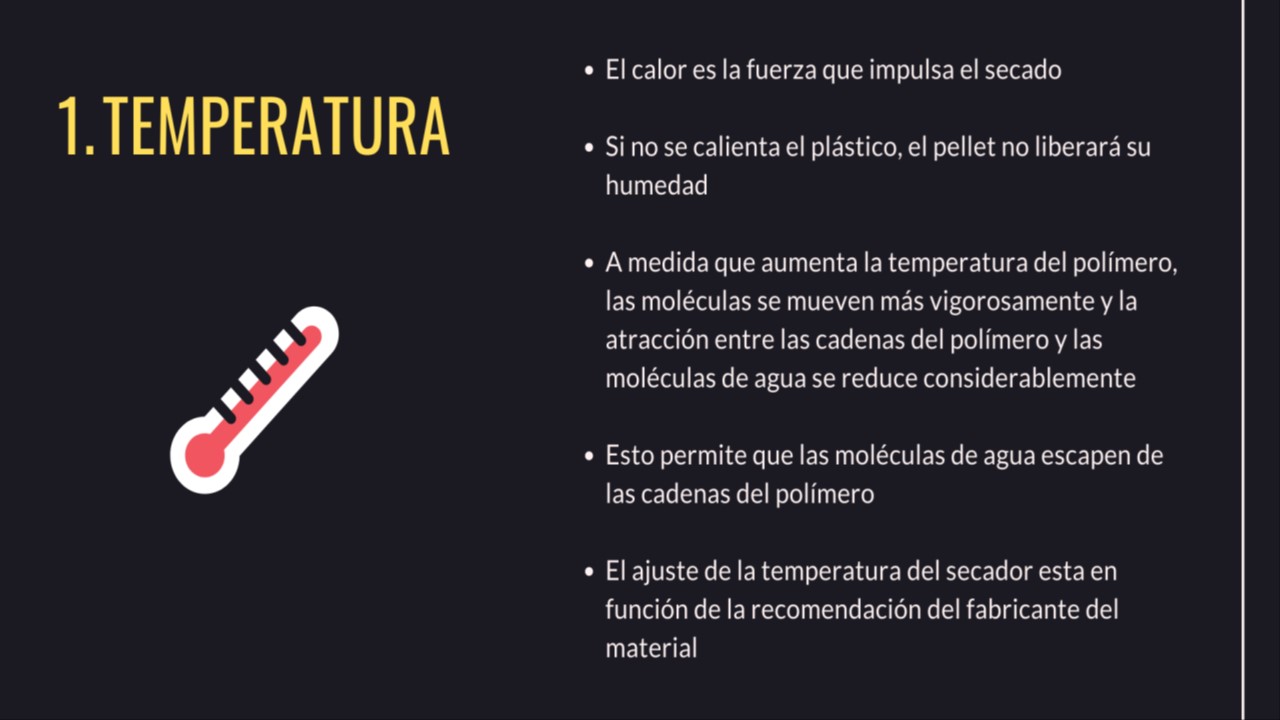 1. TEMPERATURA
• El calor es la fuerza que impulsa el secado
• Si no se calienta el plástico, el pellet no liberará su
humedad
• A medida que aumenta la temperatura del polímero,
las moléculas se mueven más vigorosamente y la
atracción entre las cadenas del polímero y las
moléculas de agua se reduce considerablemente
• Esto permite que las moléculas de agua escapen de
las cadenas del polímero
• El ajuste de la temperatura del secador esta en
función de la recomendación del fabricante del
material